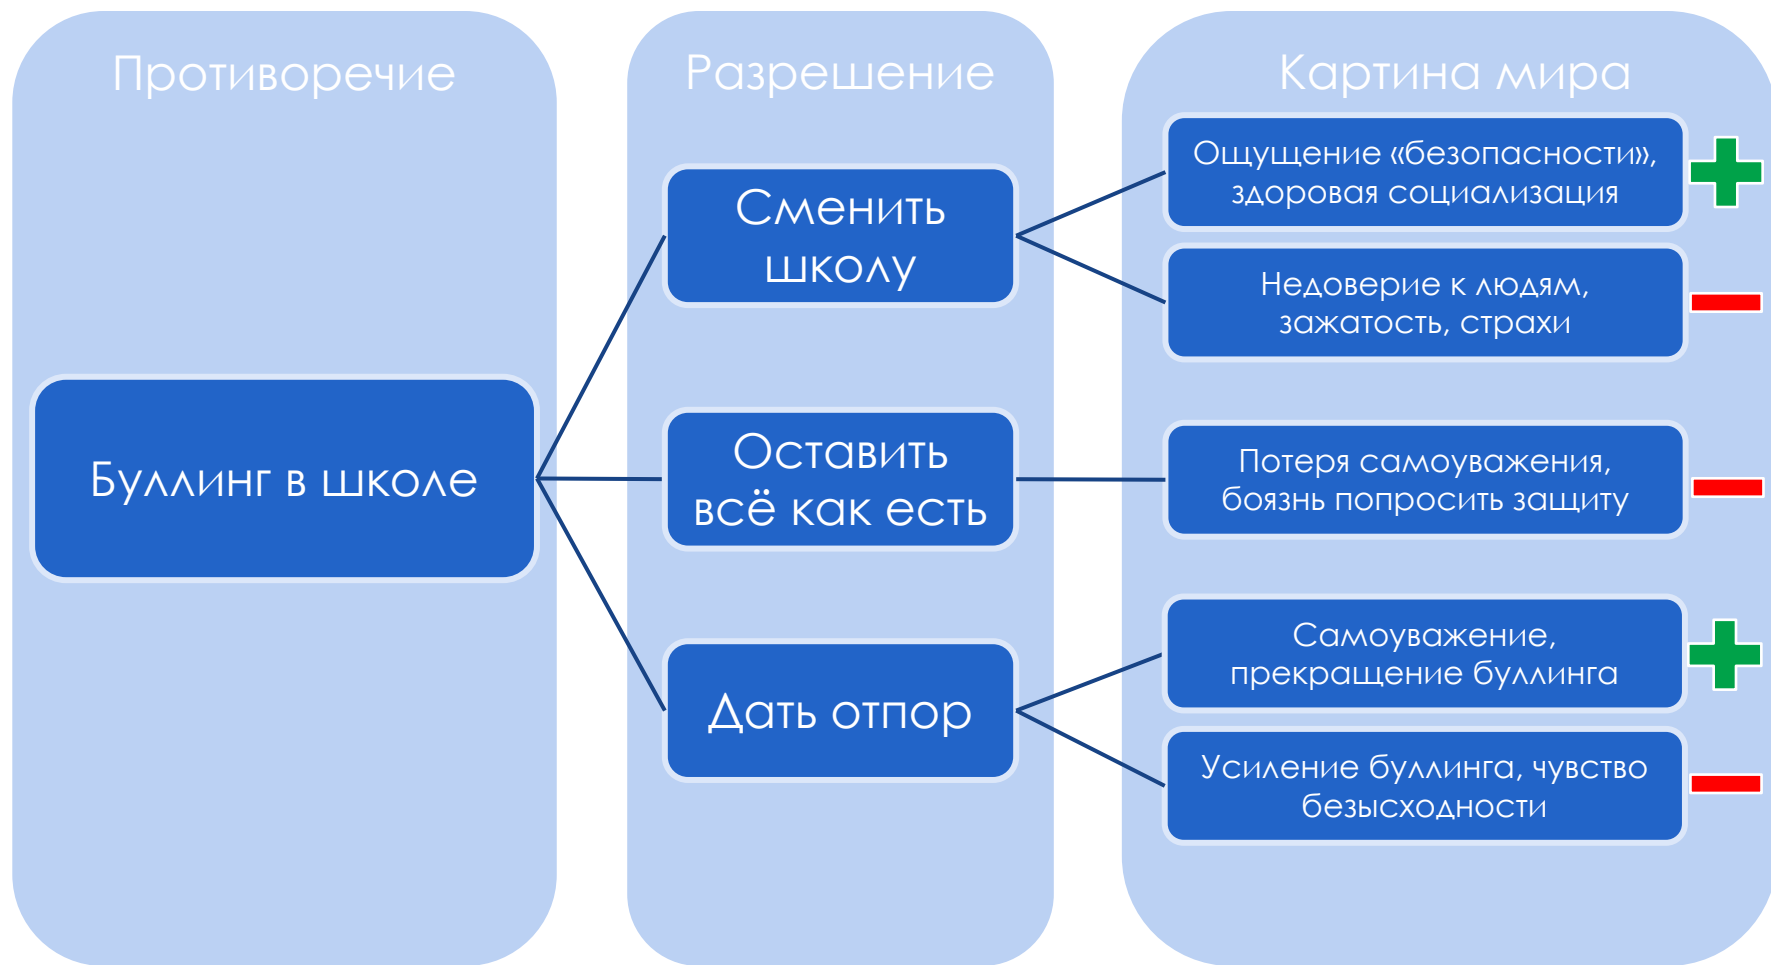 Противоречие
Разрешение
Картина мира
Буллинг в школе
Сменить
школу
Оставить
всё как есть
Дать отпор
Ощущение «безопасности»,
здоровая социализация
Недоверие к людям,
зажатость, страхи
Потеря самоуважения,
боязнь попросить защиту
Самоуважение,
прекращение буллинга
Усиление буллинга, чувство
безысходности